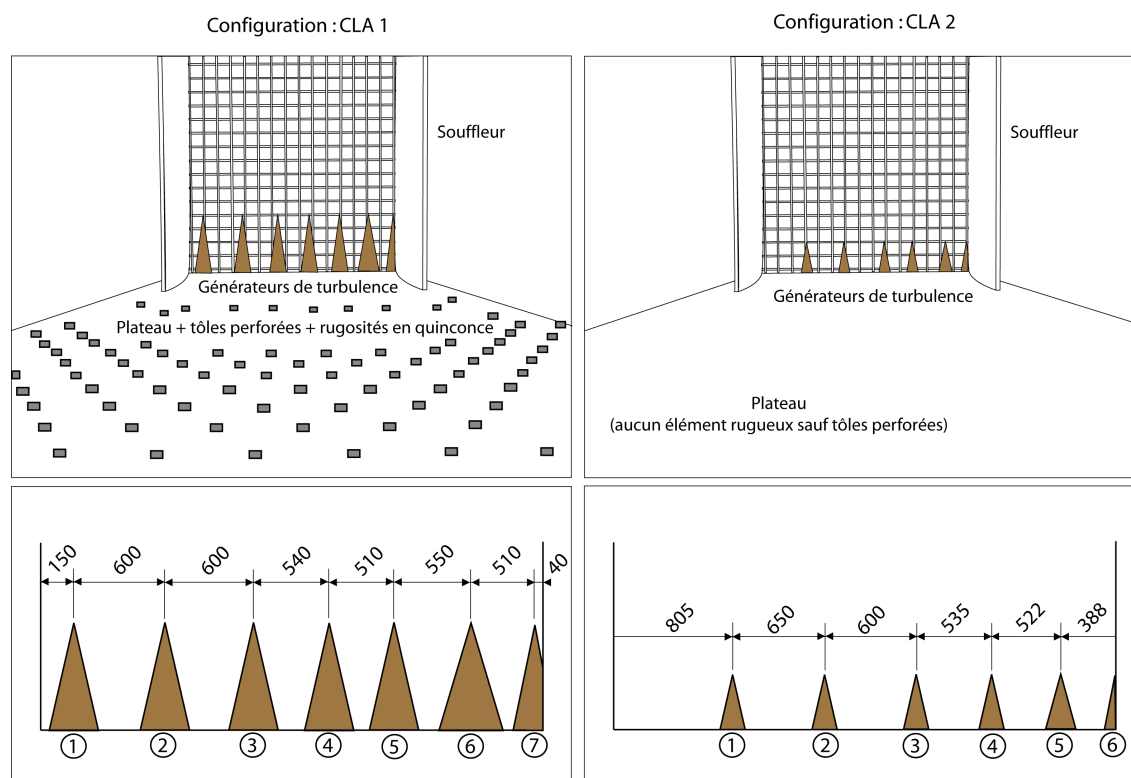 Configuration : CLA 1
Configuration : CLA 2
Souffleur
Générateurs de turbulence
Plateau + tôles perforées + rugosités en quinconce
Souffleur
Générateurs de turbulence
Plateau
(aucun élément rugueux sauf tôles perforées)
150 600 600 540 510 550 510 40
1 2 3 4 5 6 7
805 650 600 535 522 388
1 2 3 4 5 6